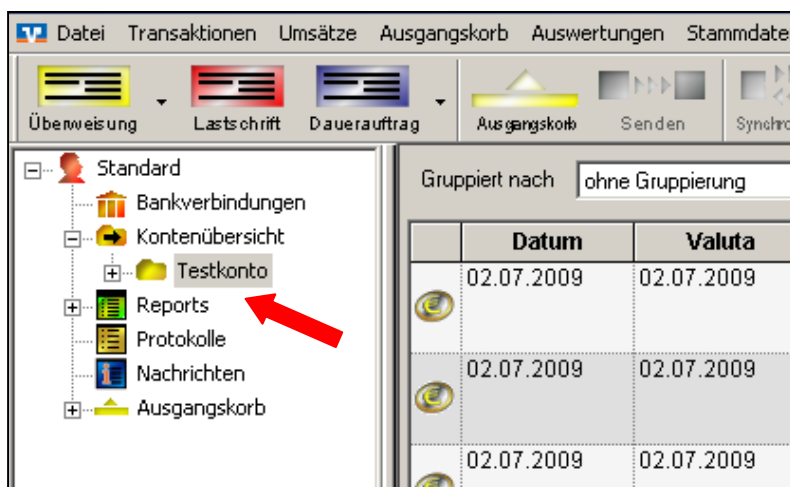 Datei Transaktionen Umsätze Ausgangskorb Auswertungen Stammdate
Überweisung Lastschrift Dauerauftrag Ausgangskorb Senden Synchro
Standard
Bankverbindungen
Kontenübersicht
Testkonto
Reports
Protokolle
Nachrichten
Ausgangskorb
Gruppiert nach ohne Gruppierung
Datum Valuta
02.07.2009 02.07.2009
02.07.2009 02.07.2009
02.07.2009 02.07.2009